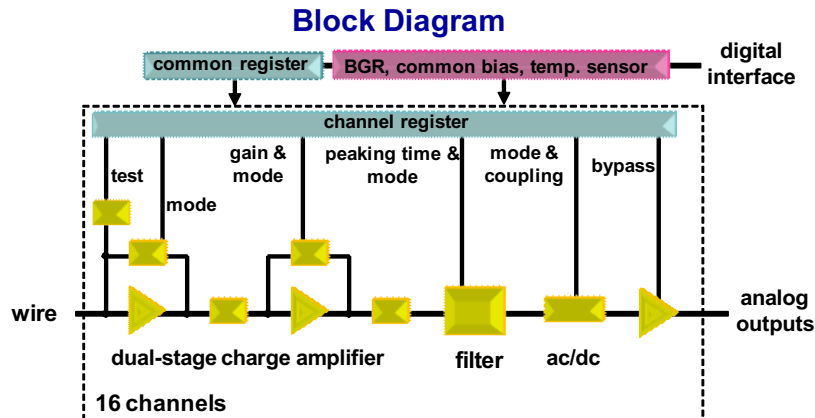 Block Diagram
common register
BGR, common bias, temp. sensor
digital
interface
channel register
test
mode
gain &
mode
peaking time &
mode
mode &
coupling
bypass
wire
analog
outputs
dual-stage charge amplifier
filter
ac/dc
16 channels